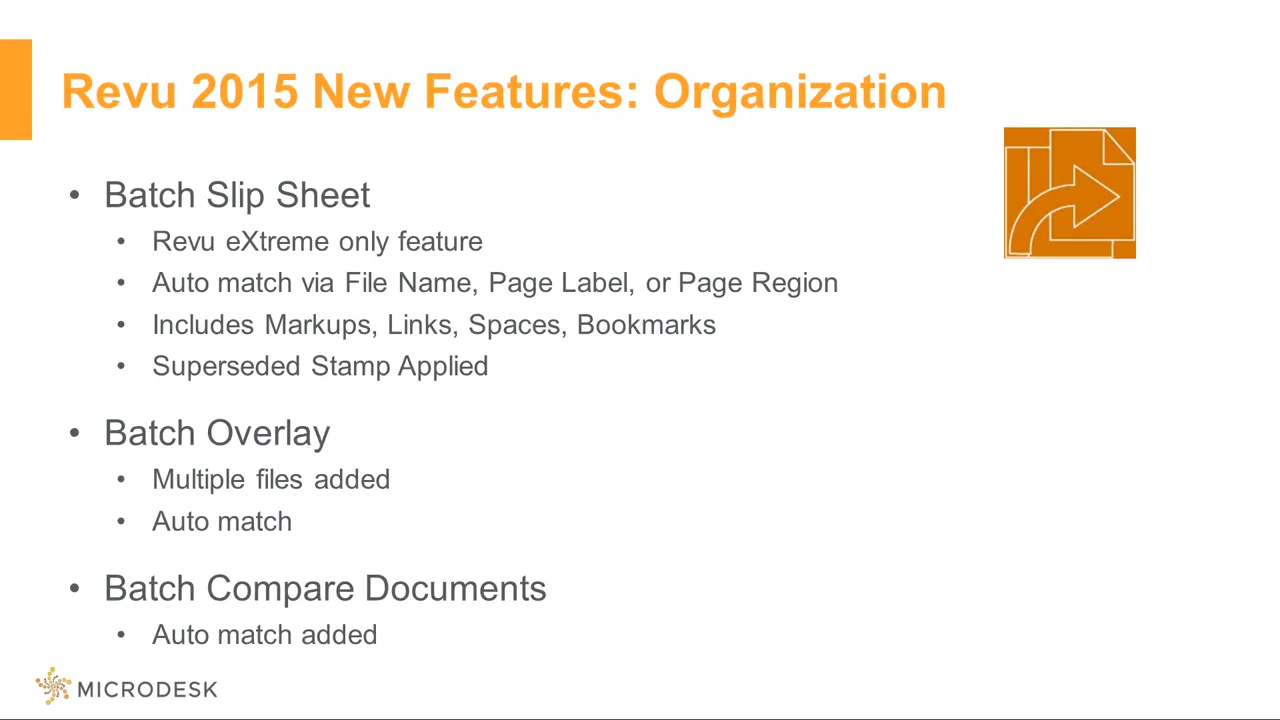 Revu 2015 New Features: Organization
• Batch Slip Sheet
• Revu eXtreme only feature
• Auto match via File Name, Page Label, or Page Region
• Includes Markups, Links, Spaces, Bookmarks
• Superseded Stamp Applied
• Batch Overlay
• Multiple files added
• Auto match
• Batch Compare Documents
• Auto match added
MICRODESK